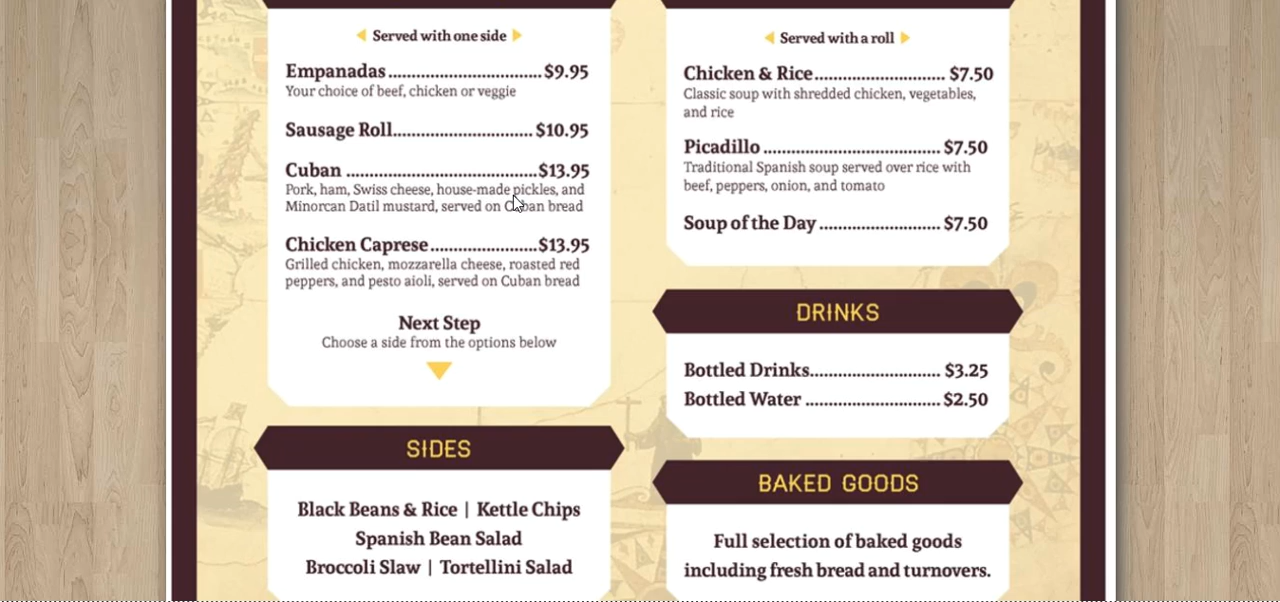 Served with one side
Empanadas ................................ $9.95
Your choice of beef, chicken or veggie
Sausage Roll............................. $10.95
Cuban ........................................$13.95
Pork, ham, Swiss cheese, house-made pickles, and
Minorcan Datil mustard, served on Cuban bread
Chicken Caprese.......................$13.95
Grilled chicken, mozzarella cheese, roasted red
peppers, and pesto aioli, served on Cuban bread
Next Step
Choose a side from the options below
SIDES
Black Beans & Rice | Kettle Chips
Spanish Bean Salad
Broccoli Slaw | Tortellini Salad
Served with a roll
Chicken & Rice........................... $7.50
Classic soup with shredded chicken, vegetables,
and rice
Picadillo ..................................... $7.50
Traditional Spanish soup served over rice with
beef, peppers, onion, and tomato
Soup of the Day ......................... $7.50
DRINKS
Bottled Drinks........................... $3.25
Bottled Water ............................ $2.50
BAKED GOODS
Full selection of baked goods
including fresh bread and turnovers.